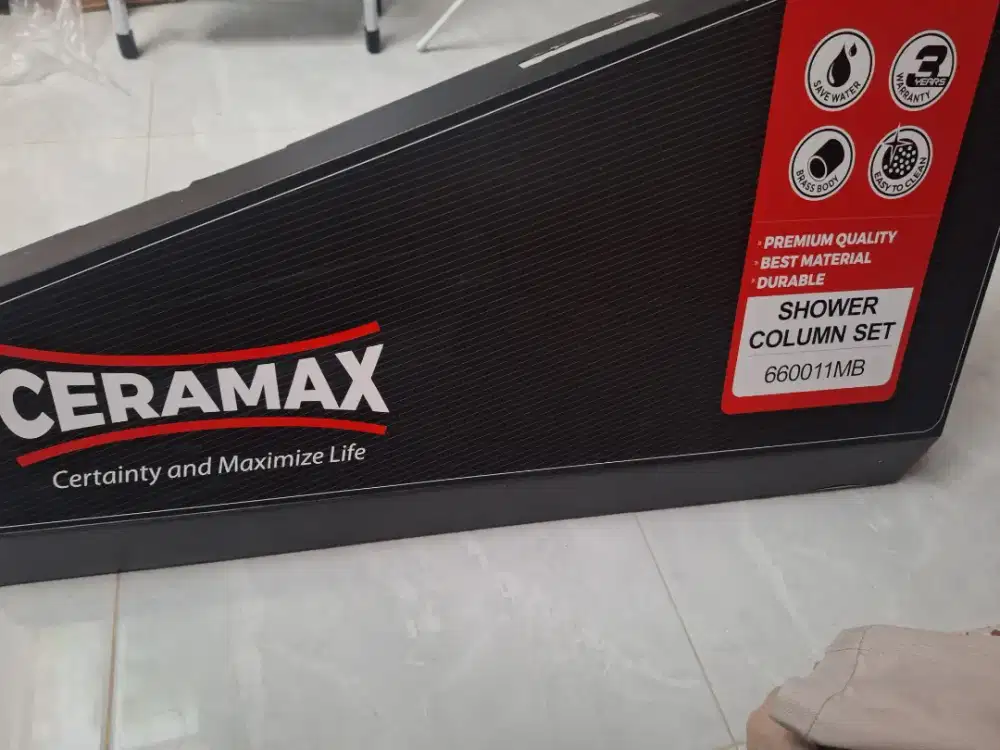 SAVE WATER
3 YEARS
WARRANTY
BRASS BODY
EASY TO CLEAN
· PREMIUM QUALITY
· BEST MATERIAL
· DURABLE
SHOWER
COLUMN SET
660011MB
CERAMAX
Certainty and Maximize Life